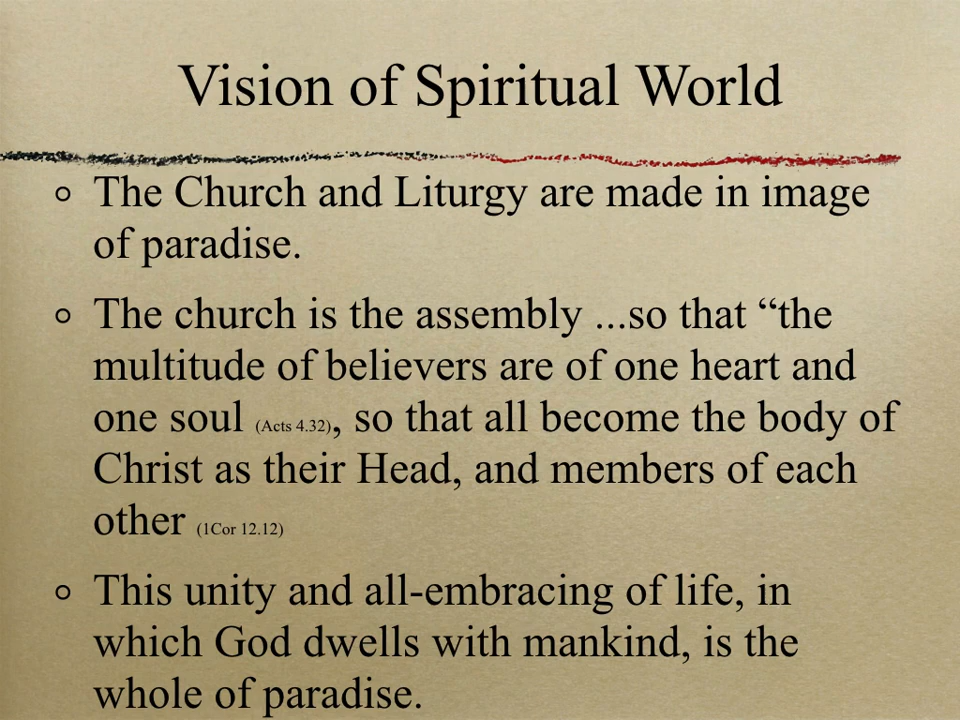 Vision of Spiritual World
The Church and Liturgy are made in image
of paradise.
The church is the assembly ...so that “the
multitude of believers are of one heart and
one soul (Acts 4.32), so that all become the body of
Christ as their Head, and members of each
other (1Cor 12.12)
This unity and all-embracing of life, in
which God dwells with mankind, is the
whole of paradise.